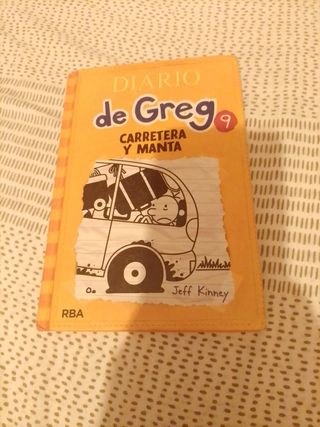 DIARIO
de Greg 9
CARRETERA
Y MANTA
Jeff Kinney
RBA